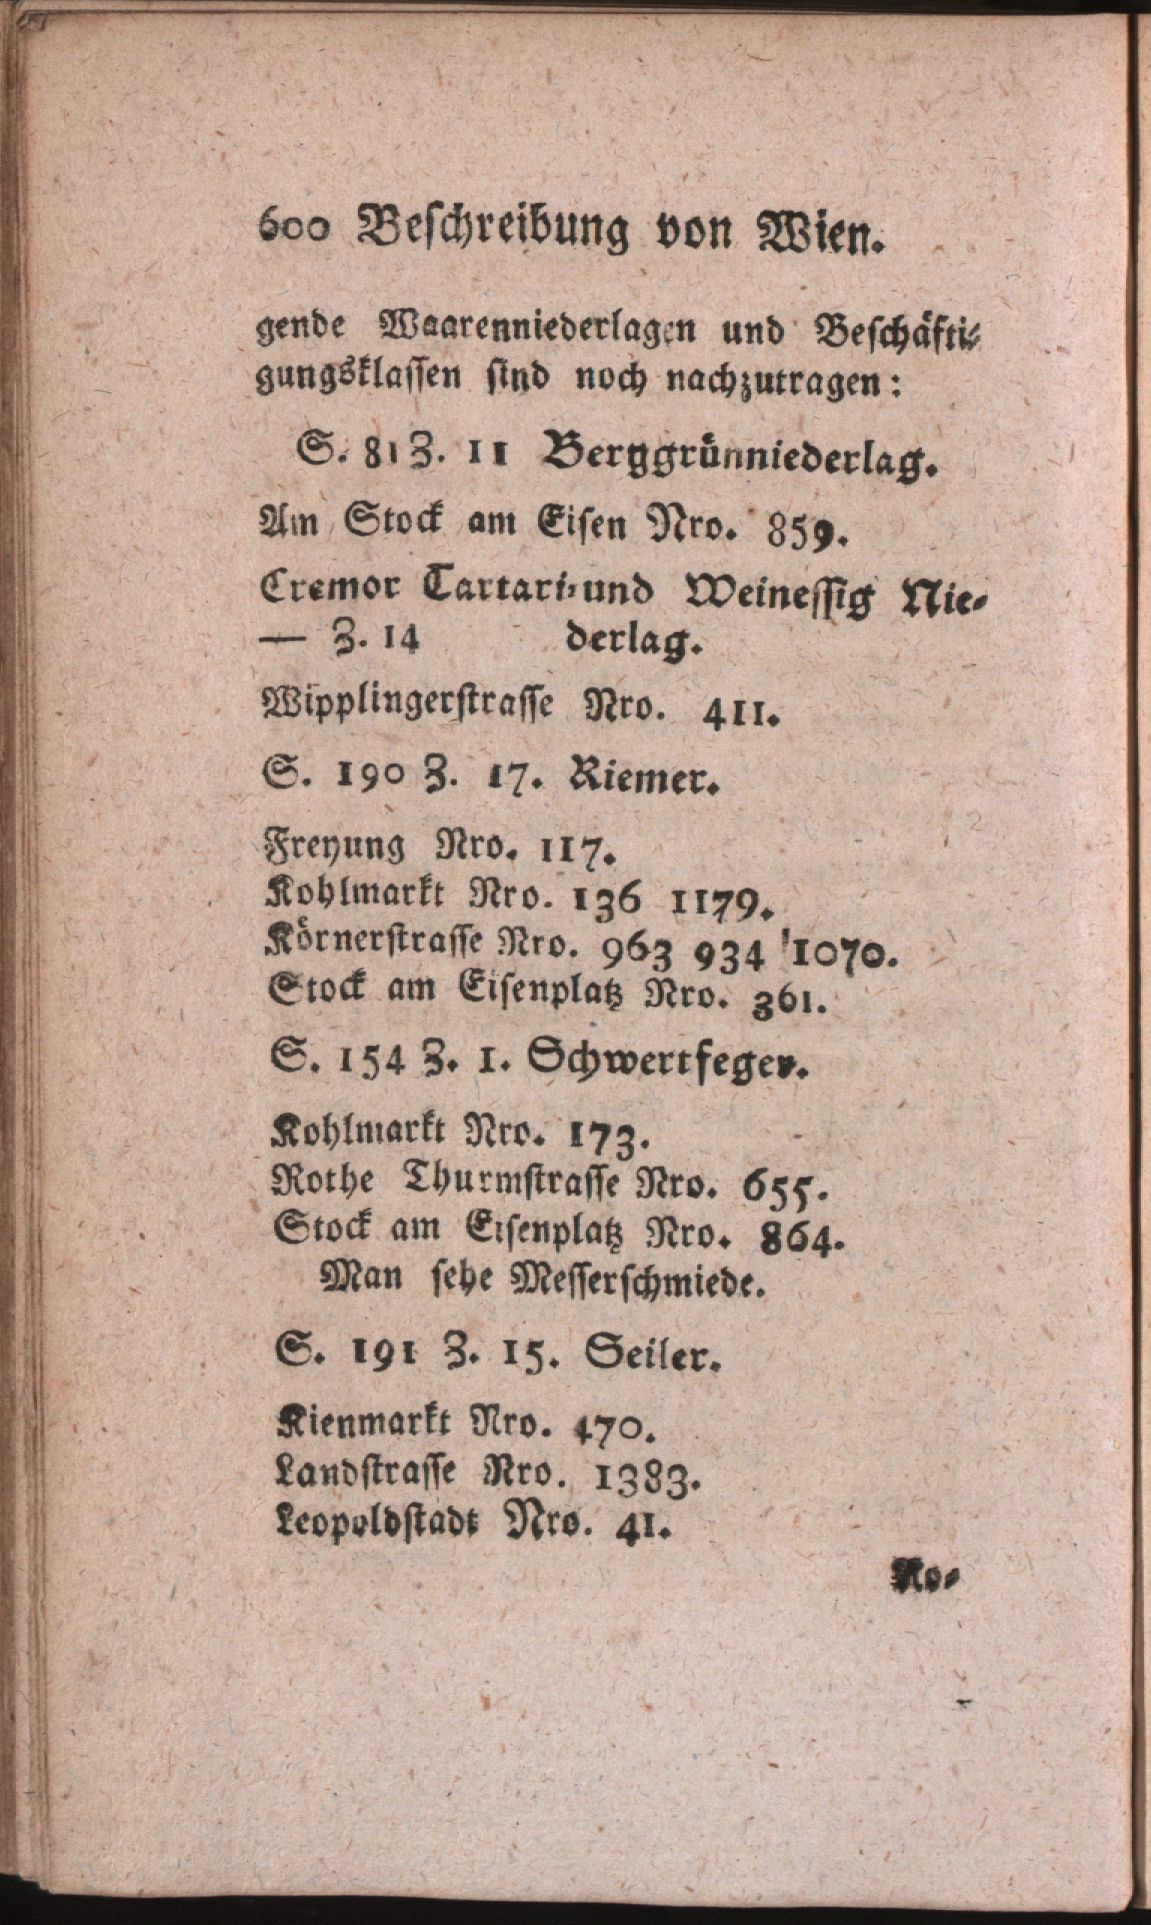 600 Beschreibung von Wien.
gende Waarenniederlagen und Beschäfti-
gungsklassen sind noch nachzutragen:
S. 81 Z. 11 Berggrünniederlag.
Am Stock am Eisen Nro. 859.
Cremor Tartari-und Weinessig Nie-
— Z. 14 derlag.
Wipplingerstrasse Nro. 411.
S. 190 Z. 17. Riemer.
Freyung Nro. 117.
Kohlmarkt Nro. 136 1179.
Körnerstrasse Nro. 963 934 1070.
Stock am Eisenplatz Nro. 361.
S. 154 Z. 1. Schwertfeger.
Kohlmarkt Nro. 173.
Rothe Thurmstrasse Nro. 655.
Stock am Eisenplatz Nro. 864.
Man sehe Messerschmiede.
S. 191 Z. 15. Seiler.
Kienmarkt Nro. 470.
Landstrasse Nro. 1383.
Leopoldstadt Nro. 41.
Ro-